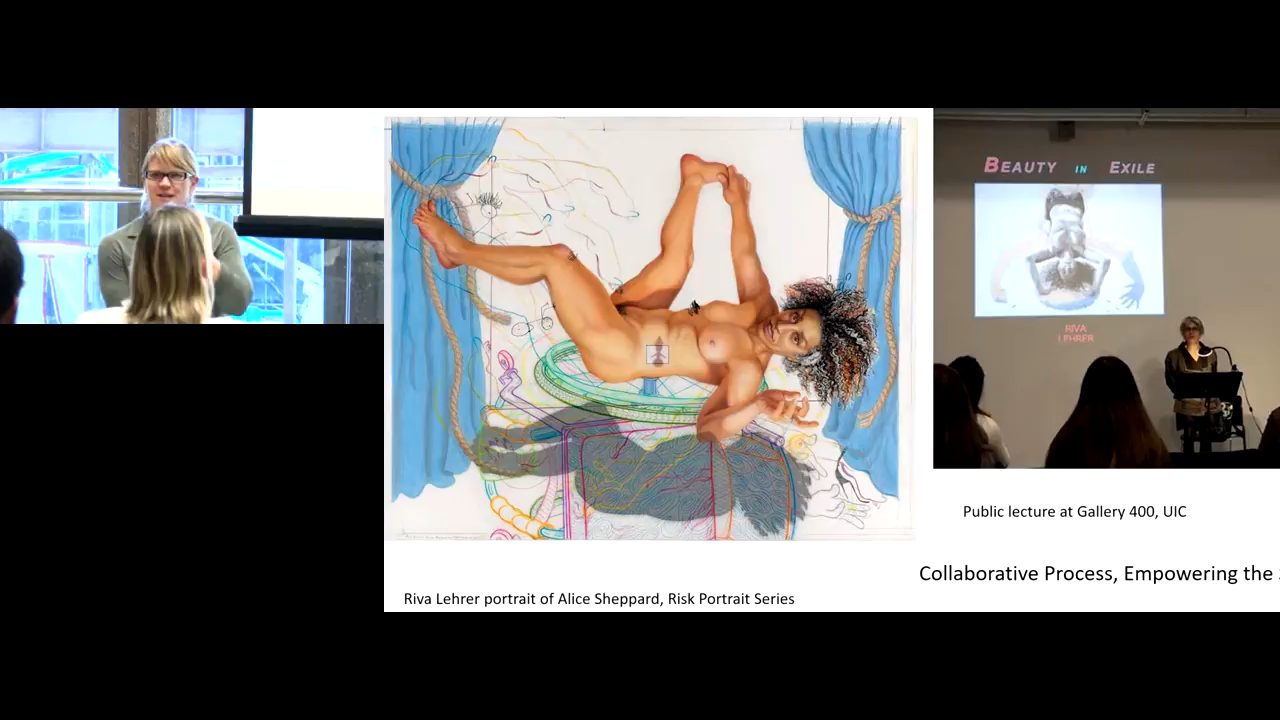 BEAUTY IN EXILE
RIVA
LEHRER
Public lecture at Gallery 400, UIC
Collaborative Process, Empowering the
Riva Lehrer portrait of Alice Sheppard, Risk Portrait Series